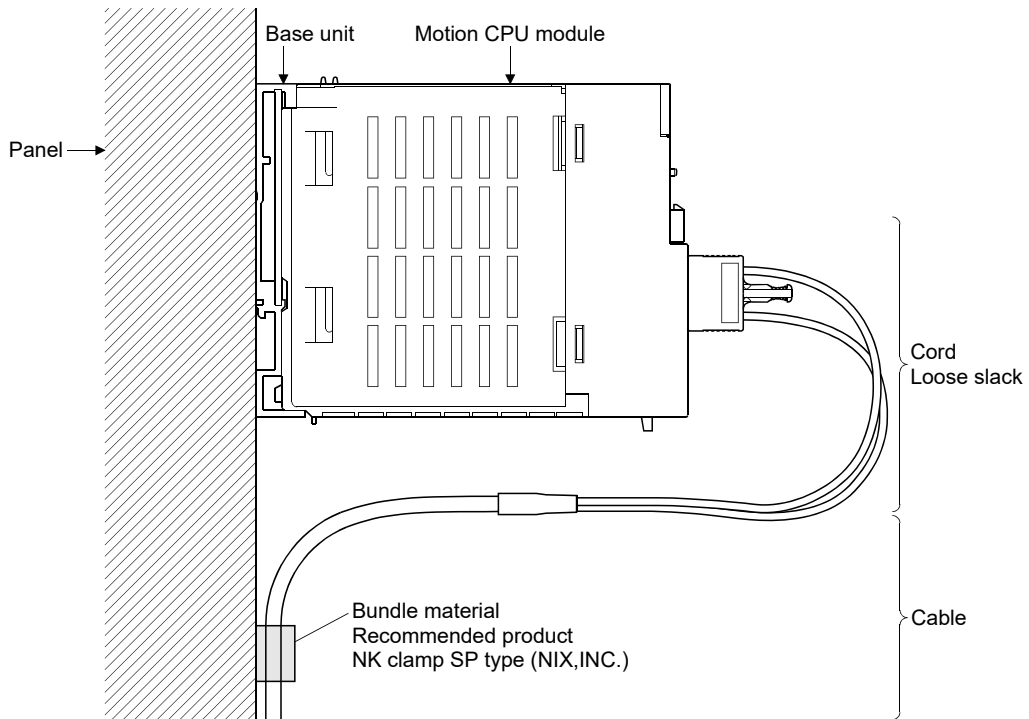 Base unit
Motion CPU module
Panel
Cord
Loose slack
Bundle material
Recommended product
NK clamp SP type (NIX,INC.)
Cable